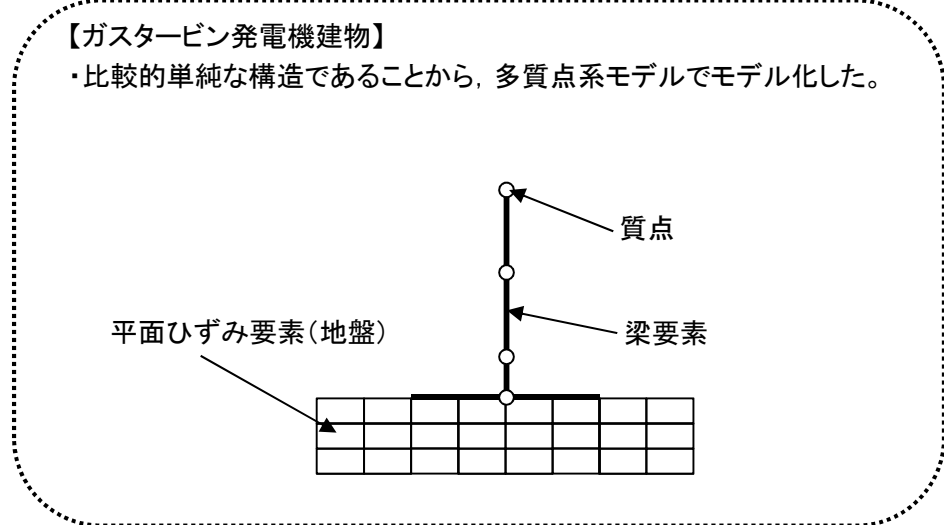 【ガスタービン発電機建物】
・比較的単純な構造であることから，多質点系モデルでモデル化した。
質点
平面ひずみ要素（地盤）
梁要素